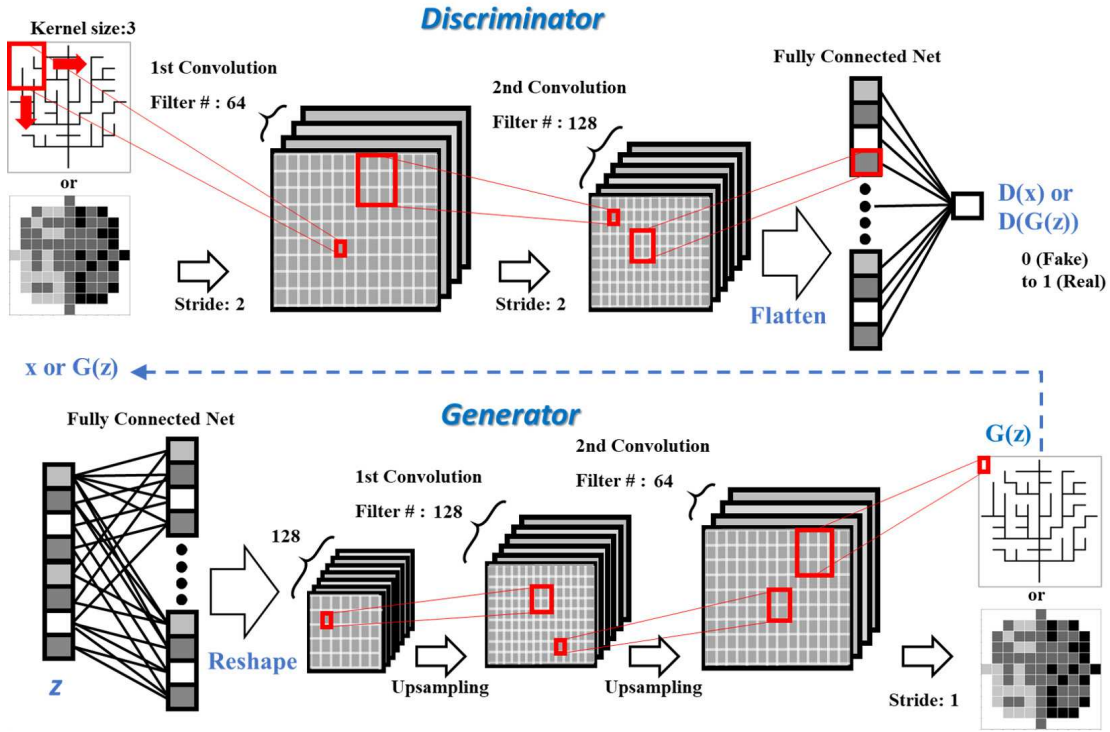 Discriminator
Kernel size:3
1st Convolution
Filter # : 64
2nd Convolution
Filter # : 128
Fully Connected Net
or
Stride: 2
Stride: 2
Flatten
D(x) or
D(G(z))
0 (Fake)
to 1 (Real)
x or G(z)
Generator
Fully Connected Net
G(z)
1st Convolution
Filter # : 128
2nd Convolution
Filter # : 64
128
or
Reshape
z
Upsampling
Upsampling
Stride: 1